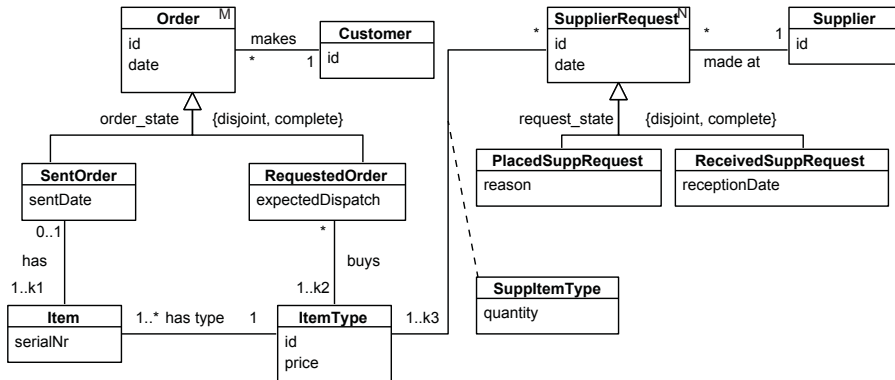 Order M
id
date
makes
* 1
Customer
id
SupplierRequest N
id
date
*
* 1
made at
Supplier
id
order_state {disjoint, complete}
request_state {disjoint, complete}
SentOrder
sentDate
RequestedOrder
expectedDispatch
PlacedSuppRequest
reason
ReceivedSuppRequest
receptionDate
0..1
has
1..k1
*
buys
1..k2
Item
serialNr
1..* has type 1
ItemType
id
price
1..k3
SuppItemType
quantity